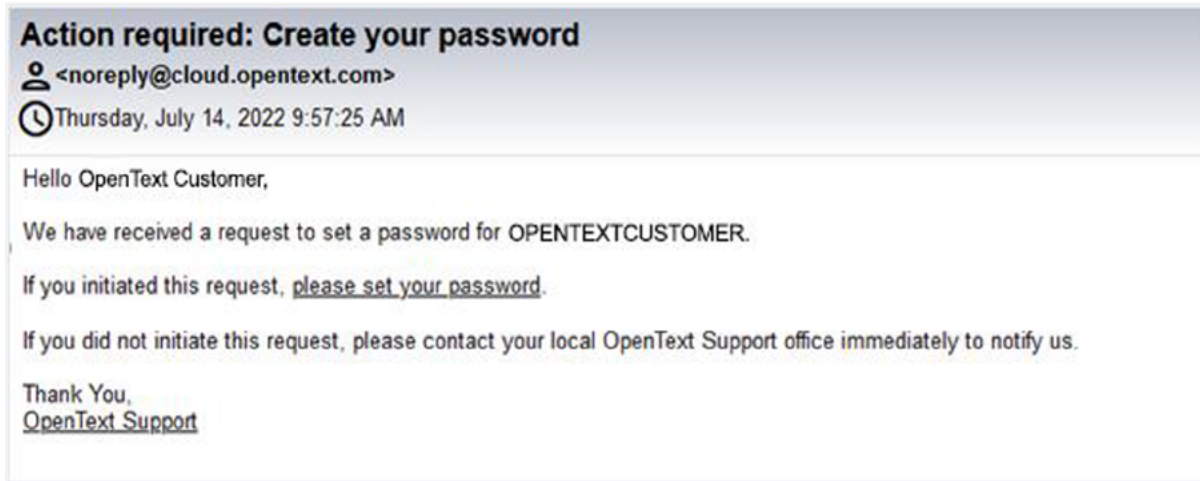 Action required: Create your password
<noreply@cloud.opentext.com>
Thursday, July 14, 2022 9:57:25 AM
Hello OpenText Customer,
We have received a request to set a password for OPENTEXTCUSTOMER.
If you initiated this request, please set your password.
If you did not initiate this request, please contact your local OpenText Support office immediately to notify us.
Thank You,
OpenText Support